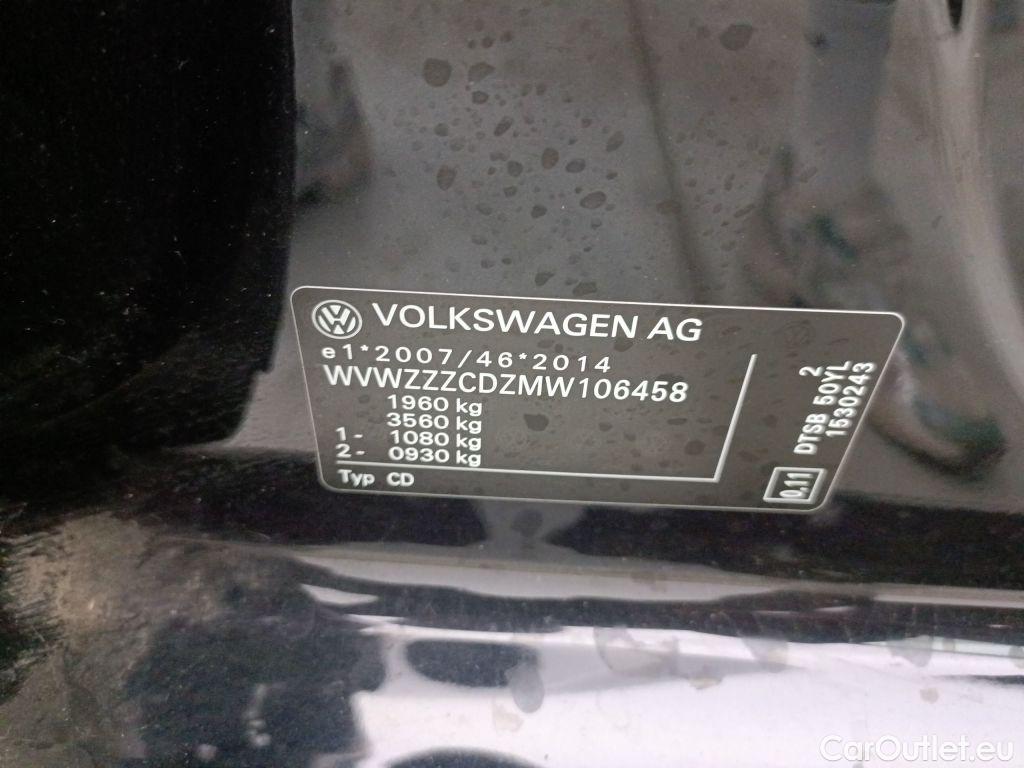 VOLKSWAGEN AG
e1*2007/46*2014
WVWZZZCDZMW106458
1960 kg
3560 kg
1- 1080 kg
2- 0930 kg
Typ CD
2
DTSB 50YL
1530243
0.11
CarOutlet.eu